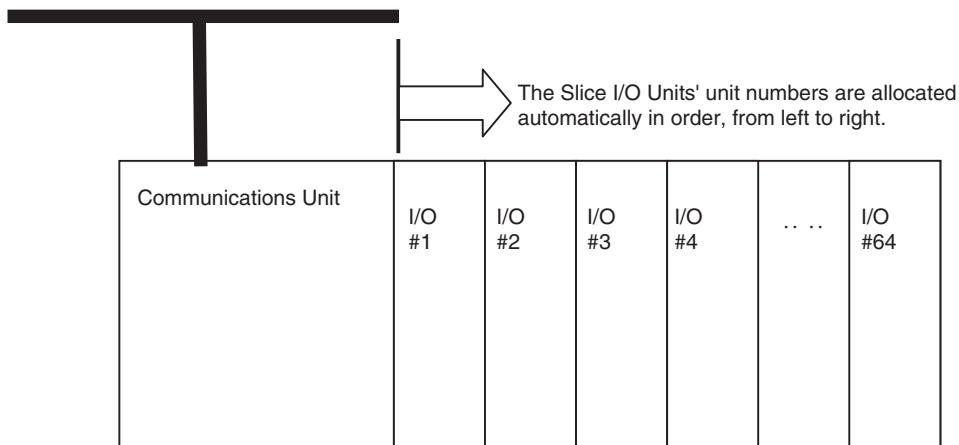 The Slice I/O Units' unit numbers are allocated
automatically in order, from left to right.
Communications Unit
I/O
#1
I/O
#2
I/O
#3
I/O
#4
.. ..
I/O
#64